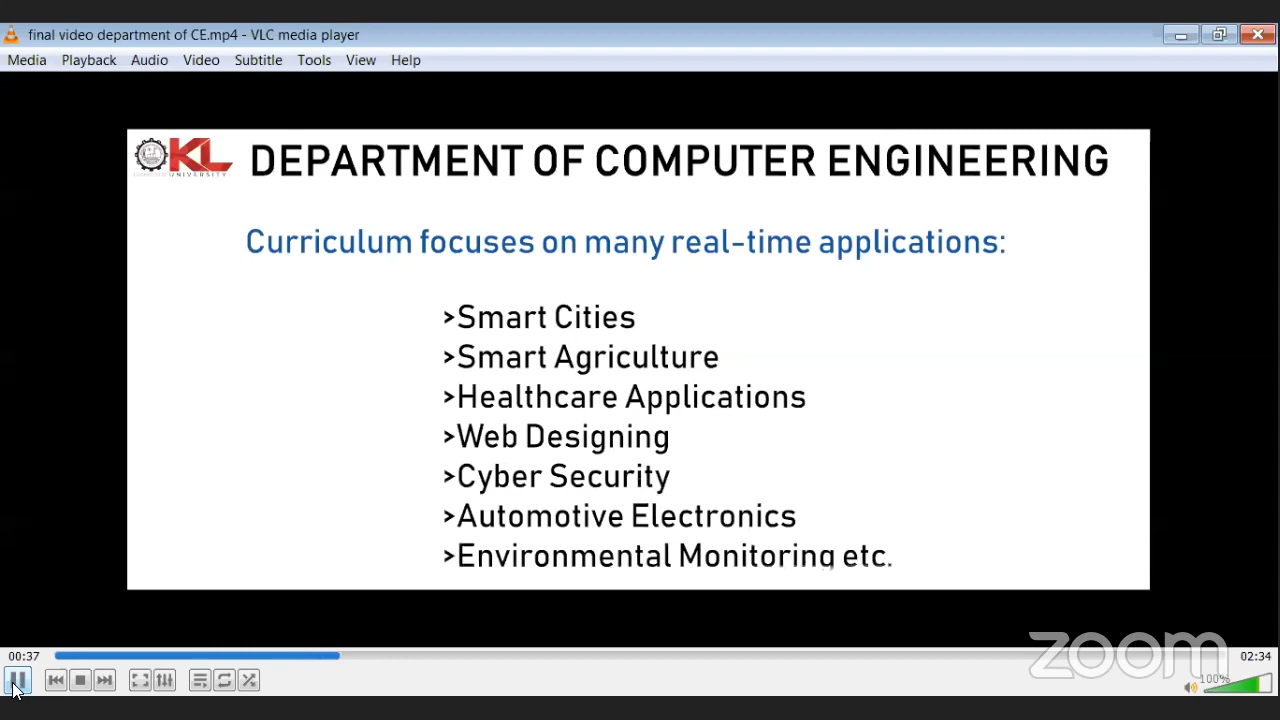 final video department of CE.mp4 - VLC media player
Media Playback Audio Video Subtitle Tools View Help
KL
UNIVERSITY
DEPARTMENT OF COMPUTER ENGINEERING
Curriculum focuses on many real-time applications:
>Smart Cities
>Smart Agriculture
>Healthcare Applications
>Web Designing
>Cyber Security
>Automotive Electronics
>Environmental Monitoring etc.
zoom
00:37
02:34
100%